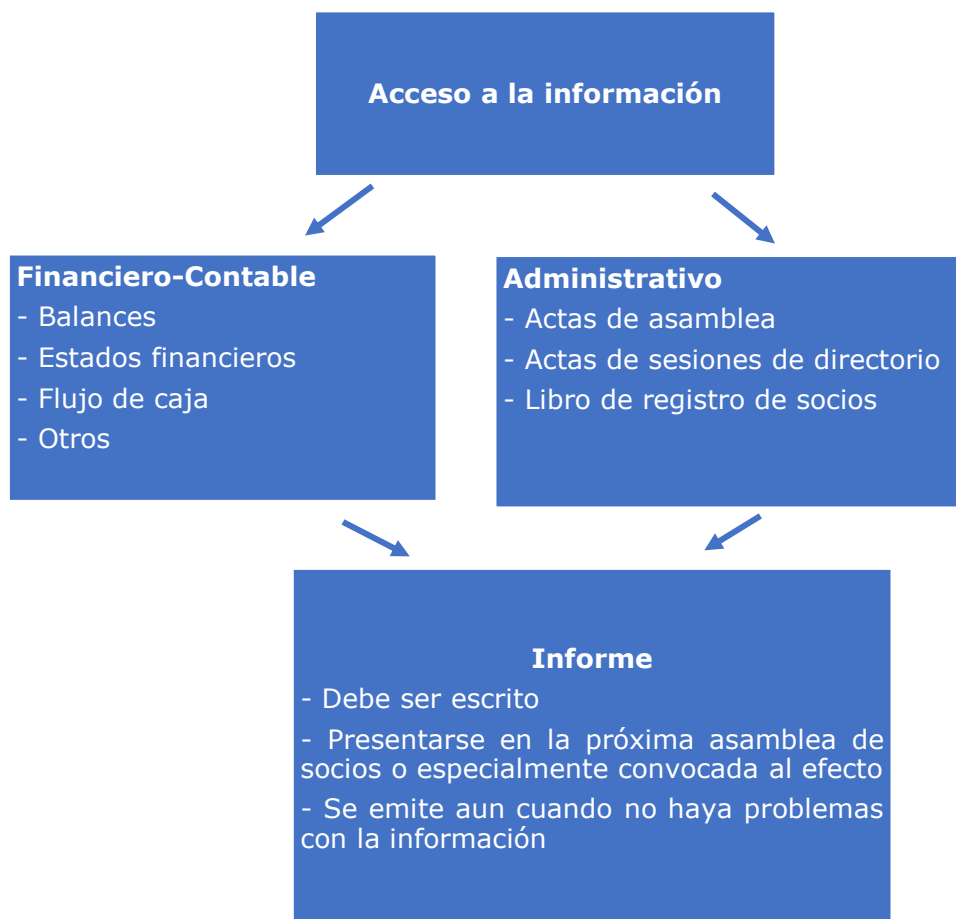 Acceso a la información
Financiero-Contable
- Balances
- Estados financieros
- Flujo de caja
- Otros
Administrativo
- Actas de asamblea
- Actas de sesiones de directorio
- Libro de registro de socios
Informe
- Debe ser escrito
- Presentarse en la próxima asamblea de
socios o especialmente convocada al efecto
- Se emite aun cuando no haya problemas
con la información